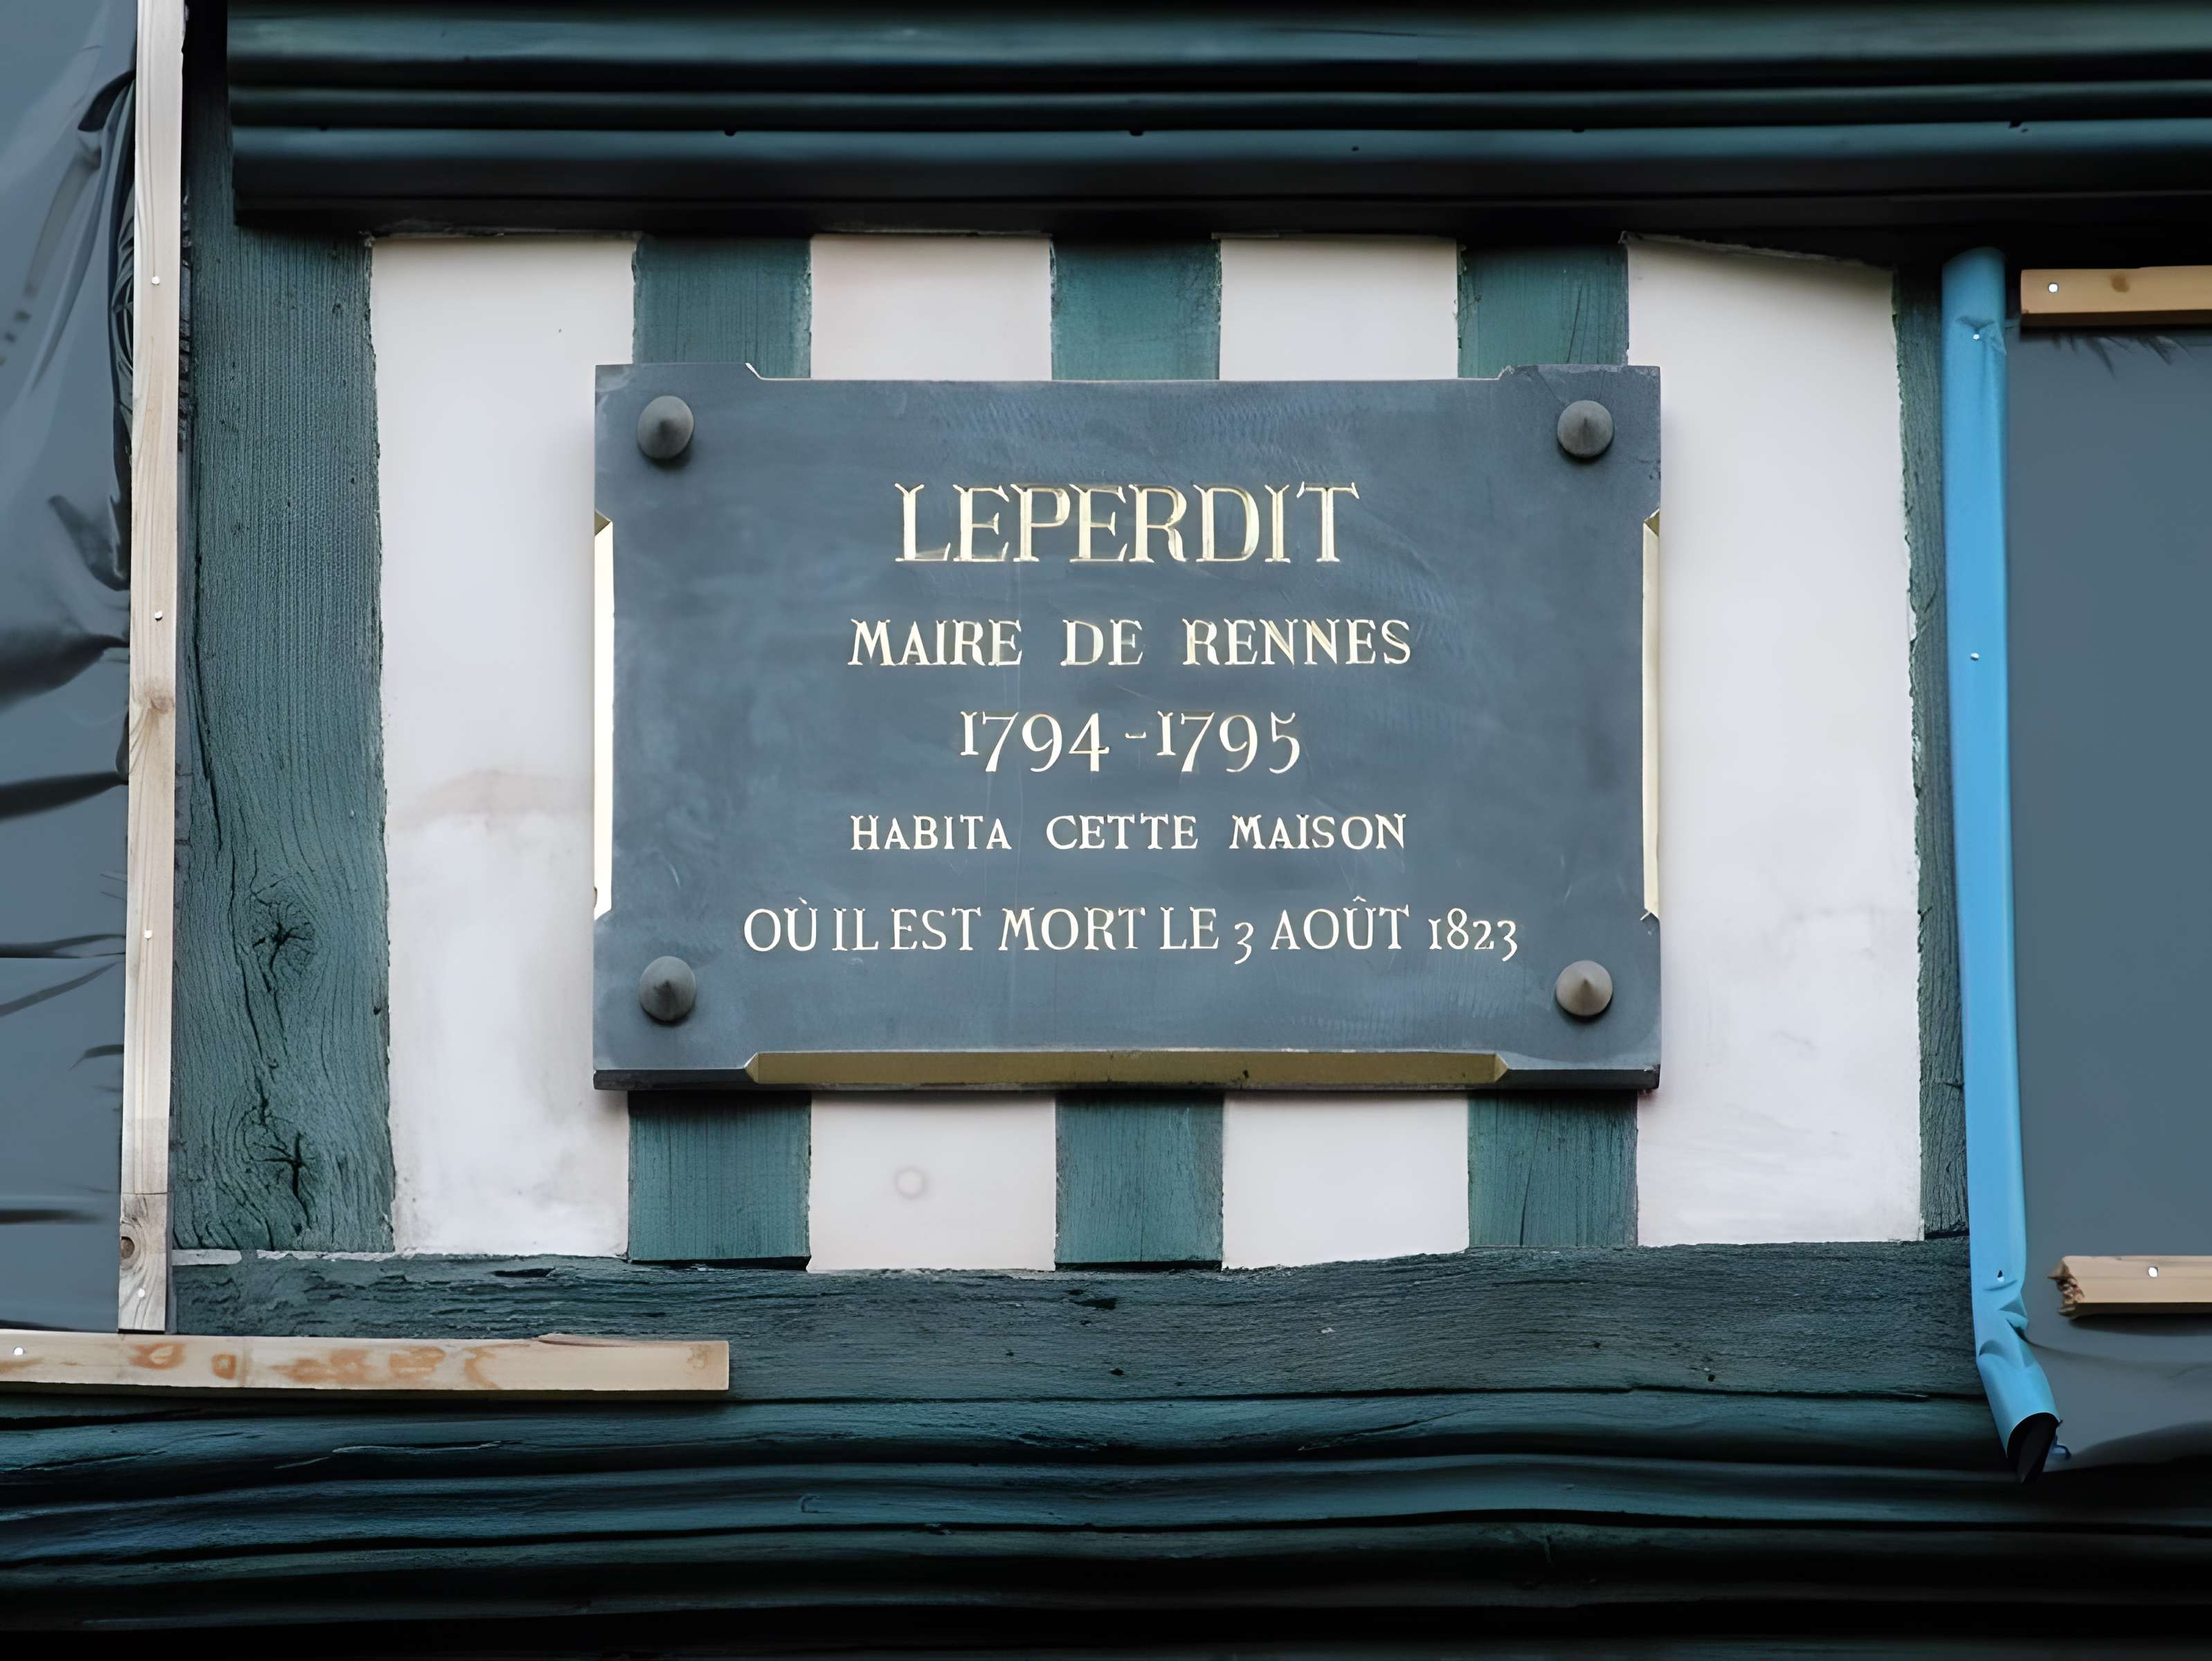 LEPERDIT
MAIRE DE RENNES
1794-1795
HABITA CETTE MAISON
OÙ IL EST MORT LE 3 AOÛT 1823